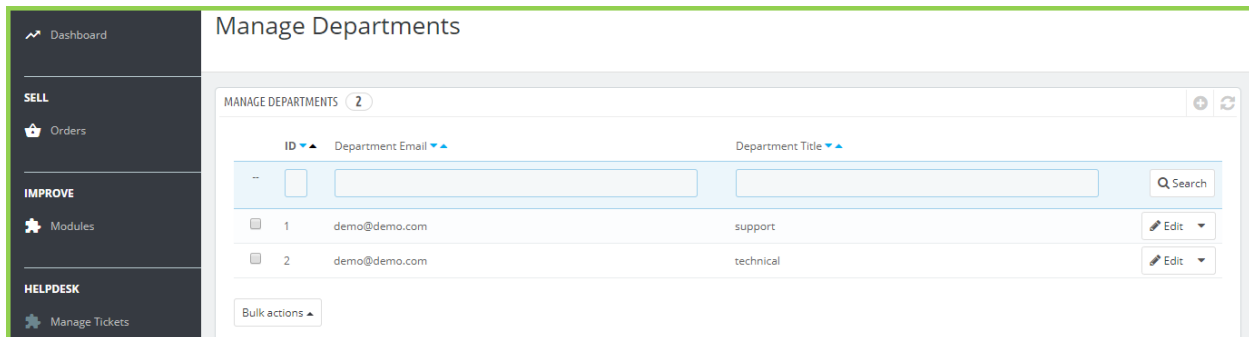 Dashboard
SELL
Orders
IMPROVE
Modules
HELPDESK
Manage Tickets
Manage Departments
MANAGE DEPARTMENTS 2
ID Department Email Department Title
-- Search
1 demo@demo.com support Edit
2 demo@demo.com technical Edit
Bulk actions